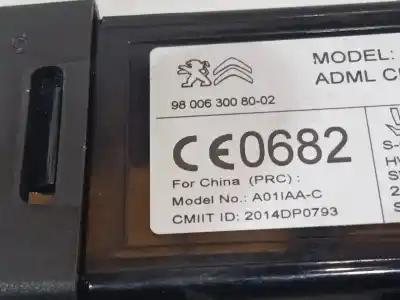 MODEL:
ADML
98 006 300 80-02
CE0682
For China (PRC) :
Model No.: A01IAA-C
CMIIT ID: 2014DP0793